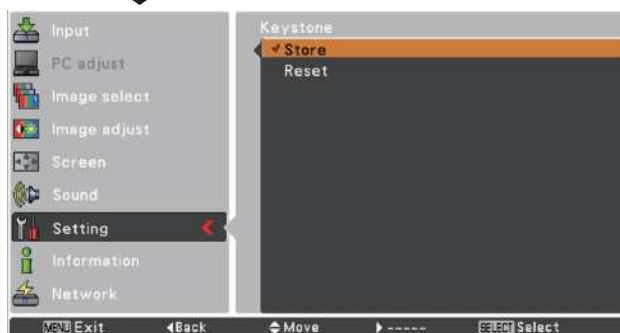 Input
PC adjust
Image select
Image adjust
Screen
Sound
Setting
Information
Network
Keystone
Store
Reset
MENU Exit
Back
Move
-----
SELECT Select